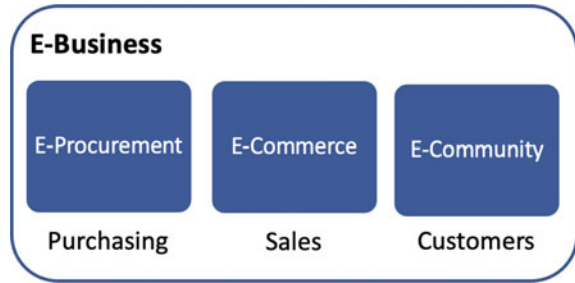 E-Business
E-Procurement
E-Commerce
E-Community
Purchasing
Sales
Customers